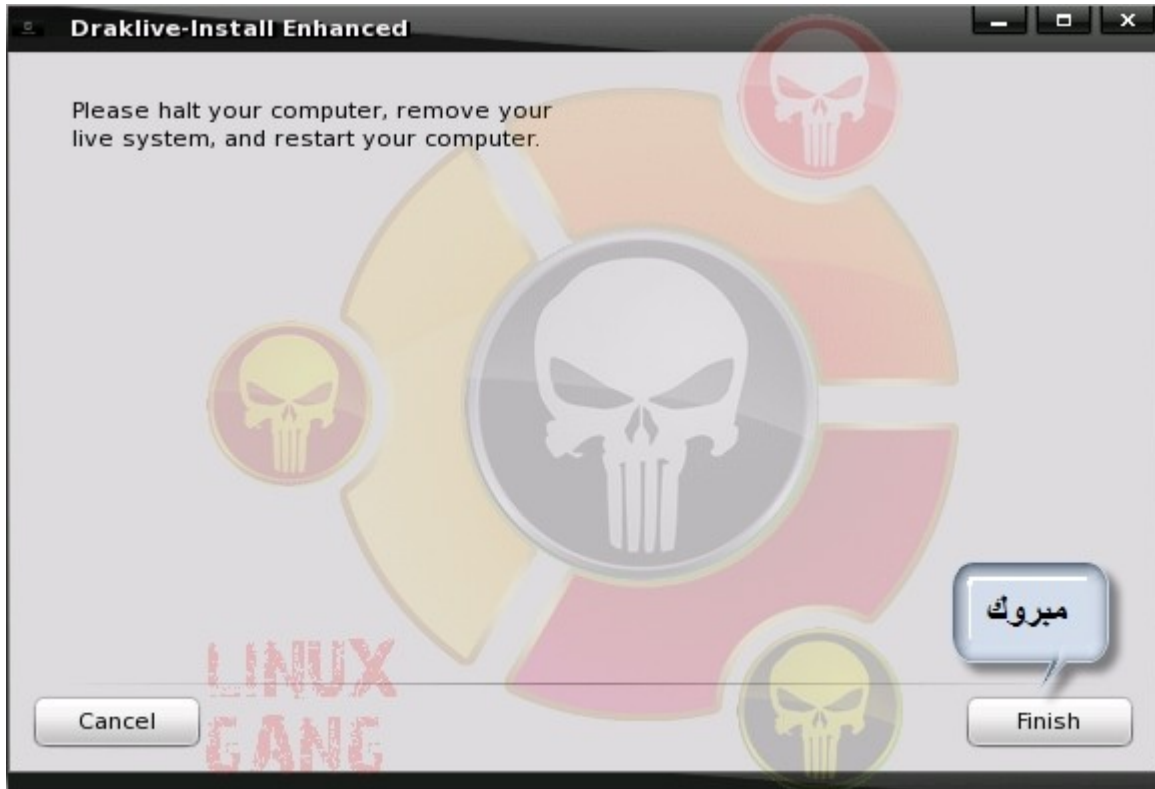 Draklive-Install Enhanced
Please halt your computer, remove your
live system, and restart your computer.
مبروك
LINUX
GANG
Cancel
Finish